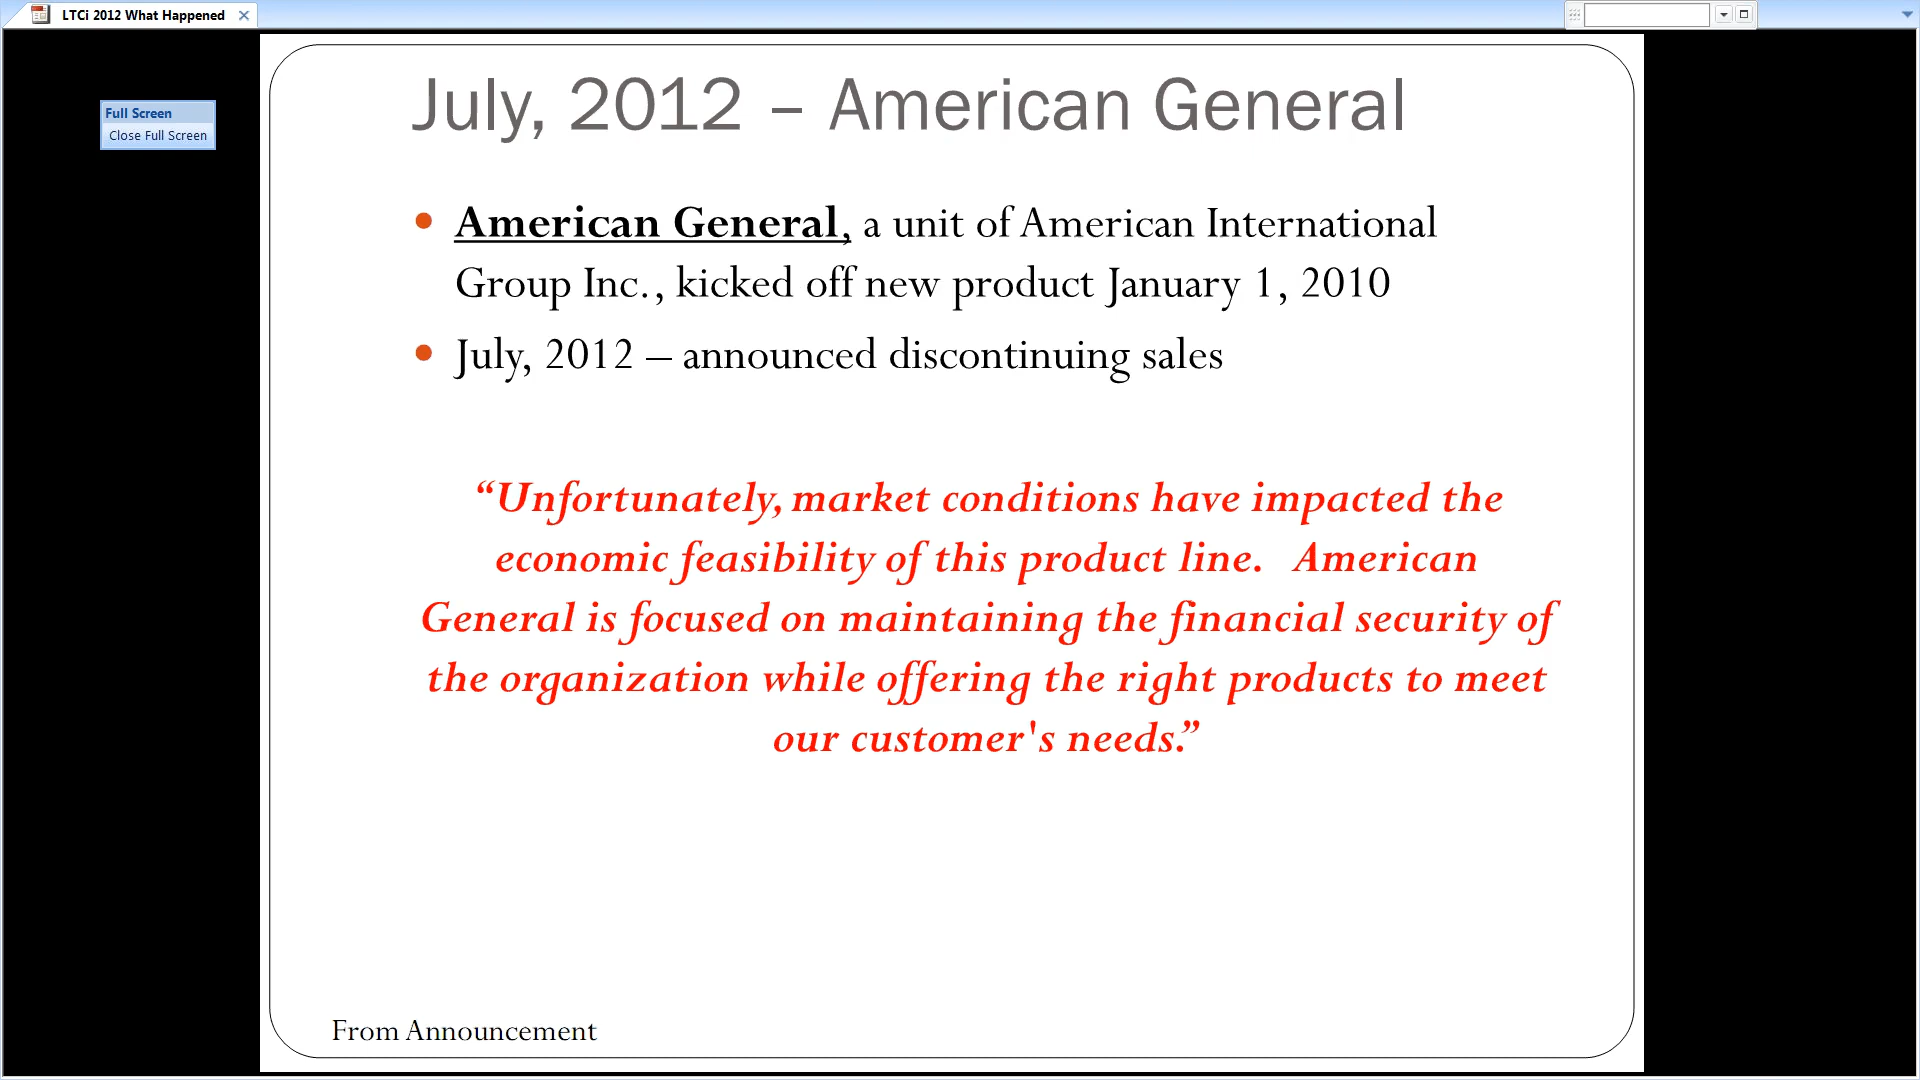 LTCi 2012 What Happened
Full Screen
Close Full Screen
July, 2012 – American General
American General, a unit of American International
Group Inc., kicked off new product January 1, 2010
July, 2012 – announced discontinuing sales
“Unfortunately, market conditions have impacted the
economic feasibility of this product line.   American
General is focused on maintaining the financial security of
the organization while offering the right products to meet
our customer's needs.”
From Announcement